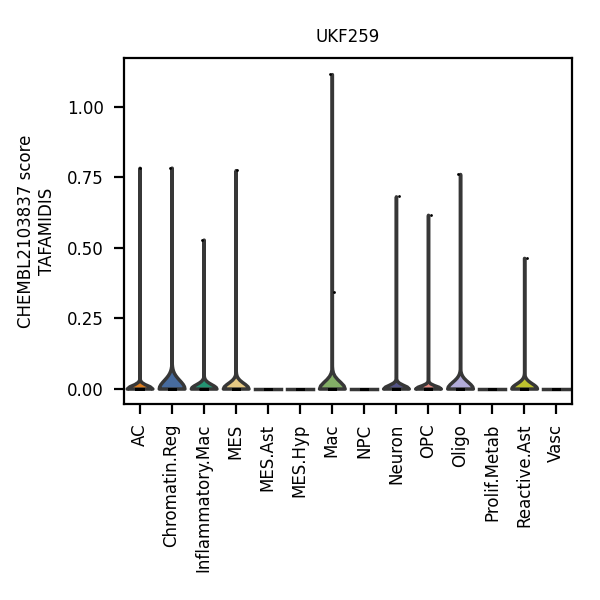 UKF259
CHEMBL2103837 score
TAFAMIDIS
1.00
0.75
0.50
0.25
0.00
AC
Chromatin.Reg
Inflammatory.Mac
MES
MES.Ast
MES.Hyp
Mac
NPC
Neuron
OPC
Oligo
Prolif.Metab
Reactive.Ast
Vasc